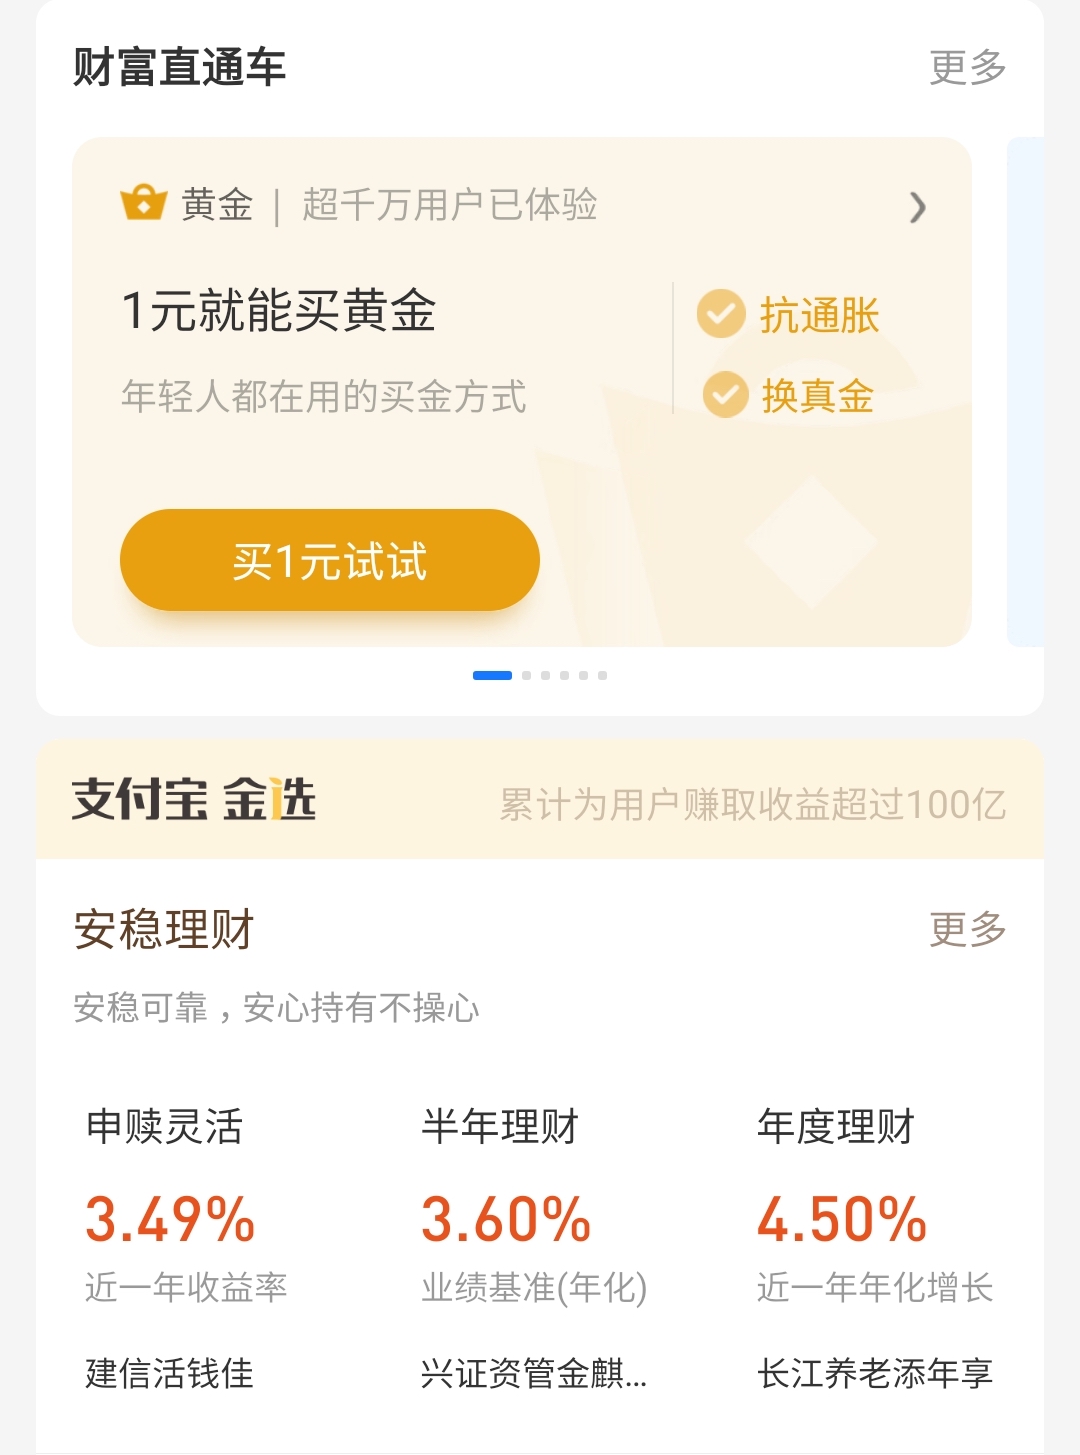 财富直通车 更多
黄金 | 超千万用户已体验
1元就能买黄金
抗通胀
年轻人都在用的买金方式
换真金
买1元试试
支付宝 金选 累计为用户赚取收益超过100亿
安稳理财 更多
安稳可靠，安心持有不操心
申赎灵活 半年理财 年度理财
3.49% 3.60% 4.50%
近一年收益率 业绩基准(年化) 近一年年化增长
建信活钱佳 兴证资管金麒... 长江养老添年享